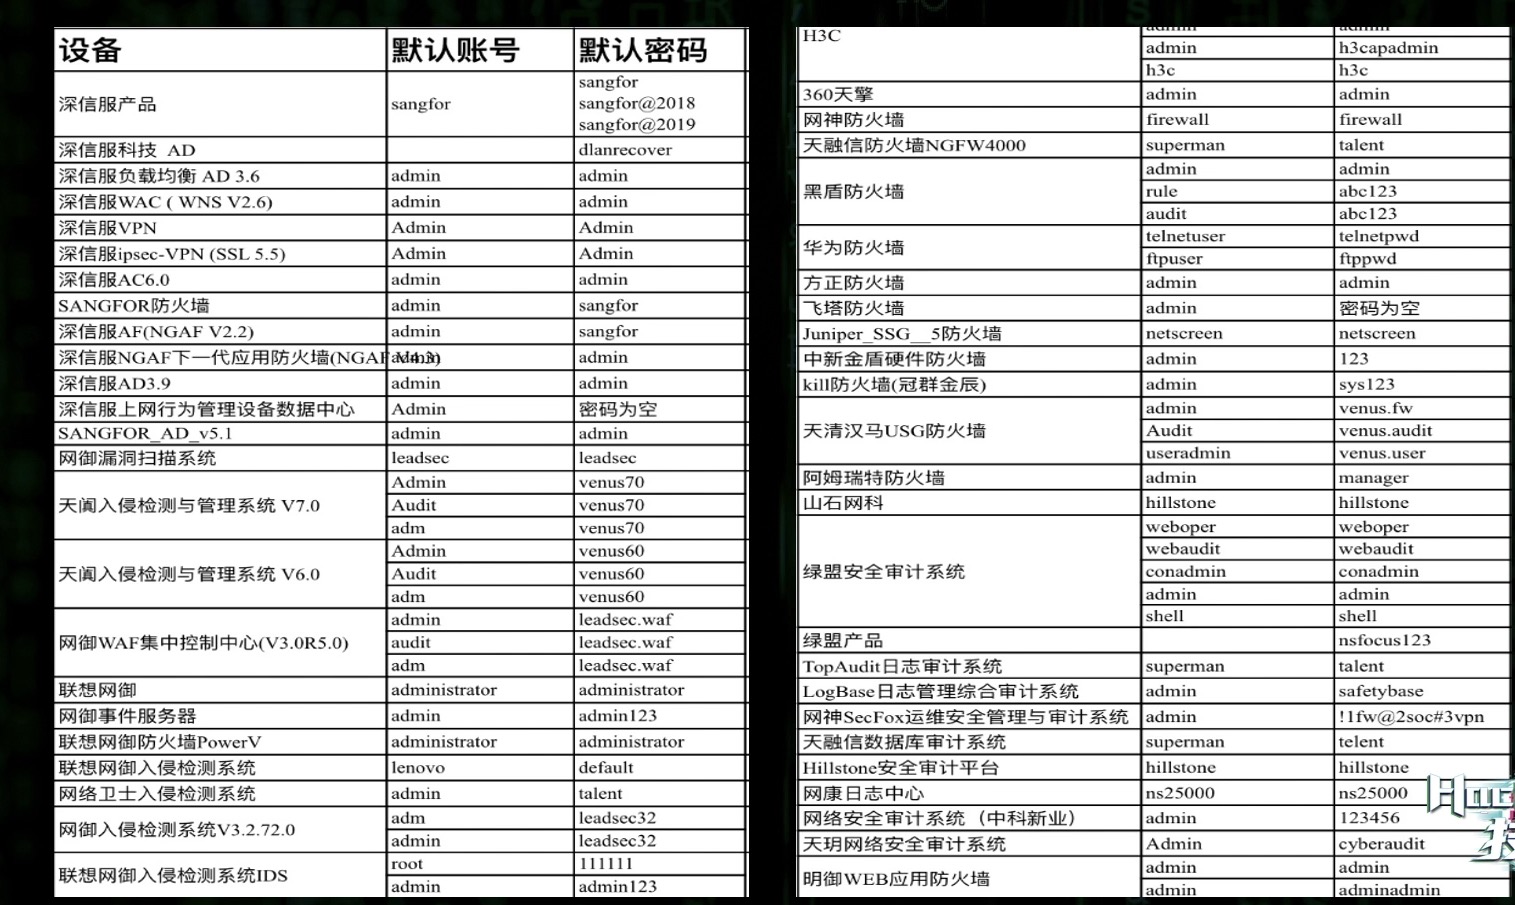 设备 默认账号 默认密码
深信服产品 sangfor sangfor
sangfor@2018
sangfor@2019
深信服科技 AD dlanrecover
深信服负载均衡 AD 3.6 admin admin
深信服WAC ( WNS V2.6) admin admin
深信服VPN Admin Admin
深信服ipsec-VPN (SSL 5.5) Admin Admin
深信服AC6.0 admin admin
SANGFOR防火墙 admin sangfor
深信服AF(NGAF V2.2) admin sangfor
深信服NGAF下一代应用防火墙(NGAF V4.3) admin admin
深信服AD3.9 admin admin
深信服上网行为管理设备数据中心 Admin 密码为空
SANGFOR_AD_v5.1 admin admin
网御漏洞扫描系统 leadsec leadsec
天阗入侵检测与管理系统 V7.0 Admin venus70
Audit venus70
adm venus70
天阗入侵检测与管理系统 V6.0 Admin venus60
Audit venus60
adm venus60
网御WAF集中控制中心(V3.0R5.0) admin leadsec.waf
audit leadsec.waf
adm leadsec.waf
联想网御 administrator administrator
网御事件服务器 admin admin123
联想网御防火墙PowerV administrator administrator
联想网御入侵检测系统 lenovo default
网络卫士入侵检测系统 admin talent
网御入侵检测系统V3.2.72.0 adm leadsec32
admin leadsec32
联想网御入侵检测系统IDS root 111111
admin admin123
H3C admin admin
admin h3capadmin
h3c h3c
360天擎 admin admin
网神防火墙 firewall firewall
天融信防火墙NGFW4000 superman talent
黑盾防火墙 admin admin
rule abc123
audit abc123
华为防火墙 telnetuser telnetpwd
ftpuser ftppwd
方正防火墙 admin admin
飞塔防火墙 admin 密码为空
Juniper_SSG__5防火墙 netscreen netscreen
中新金盾硬件防火墙 admin 123
kill防火墙(冠群金辰) admin sys123
天清汉马USG防火墙 admin venus.fw
Audit venus.audit
useradmin venus.user
阿姆瑞特防火墙 admin manager
山石网科 hillstone hillstone
绿盟安全审计系统 weboper weboper
webaudit webaudit
conadmin conadmin
admin admin
shell shell
绿盟产品 nsfocus123
TopAudit日志审计系统 superman talent
LogBase日志管理综合审计系统 admin safetybase
网神SecFox运维安全管理与审计系统 admin !1fw@2soc#3vpn
天融信数据库审计系统 superman telent
Hillstone安全审计平台 hillstone hillstone
网康日志中心 ns25000 ns25000
网络安全审计系统（中科新业） admin 123456
天玥网络安全审计系统 Admin cyberaudit
明御WEB应用防火墙 admin admin
admin adminadmin